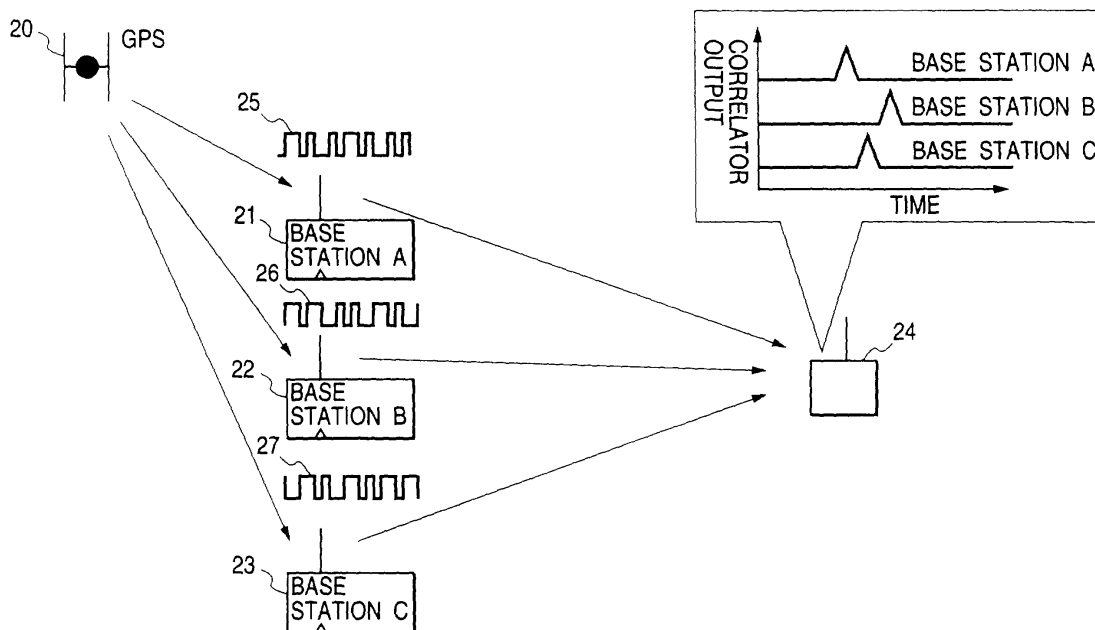 20
GPS
25
21
BASE
STATION A
26
22
BASE
STATION B
27
23
BASE
STATION C
CORRELATOR
OUTPUT
BASE STATION A
BASE STATION B
BASE STATION C
TIME
24